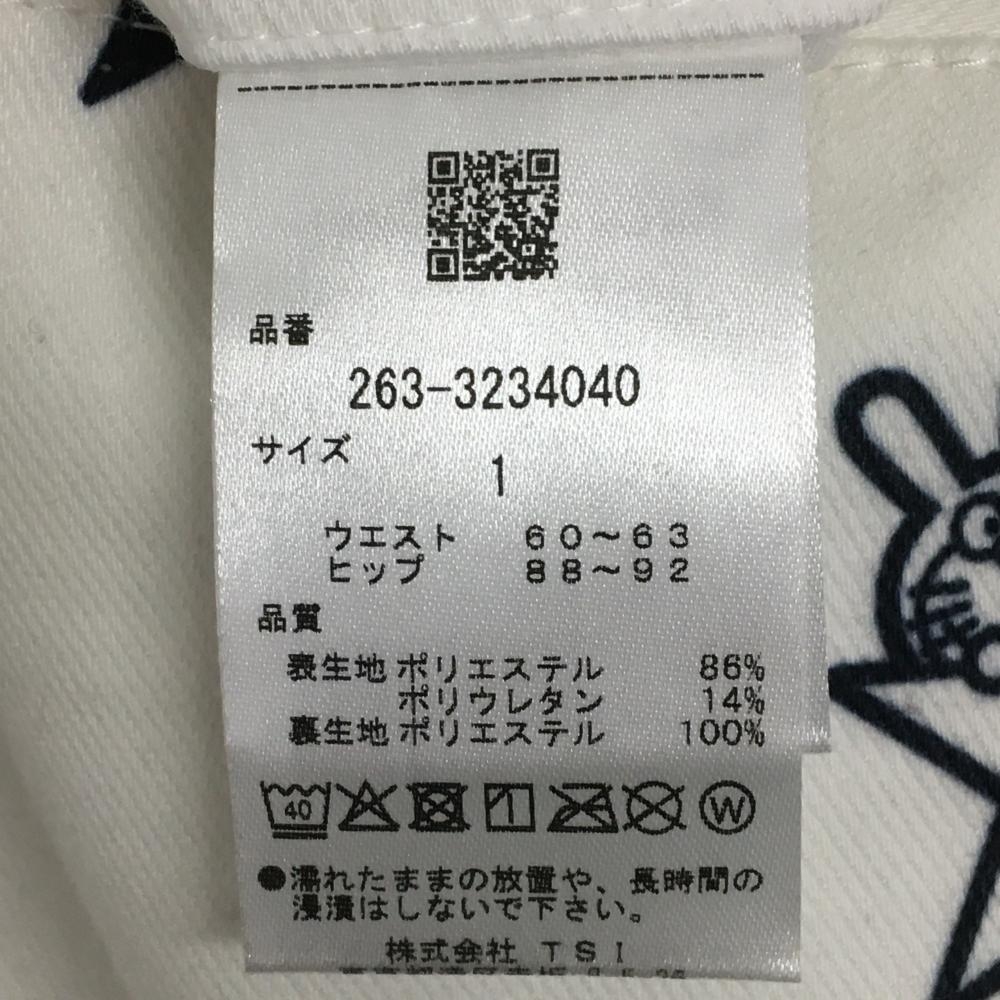 品番
263-3234040
サイズ
1
ウエスト 60~63
ヒップ 88~92
品質
表生地 ポリエステル 86%
ポリウレタン 14%
裏生地 ポリエステル 100%
40 W
●濡れたままの放置や、長時間の
浸漬はしないで下さい。
株式会社 TSI